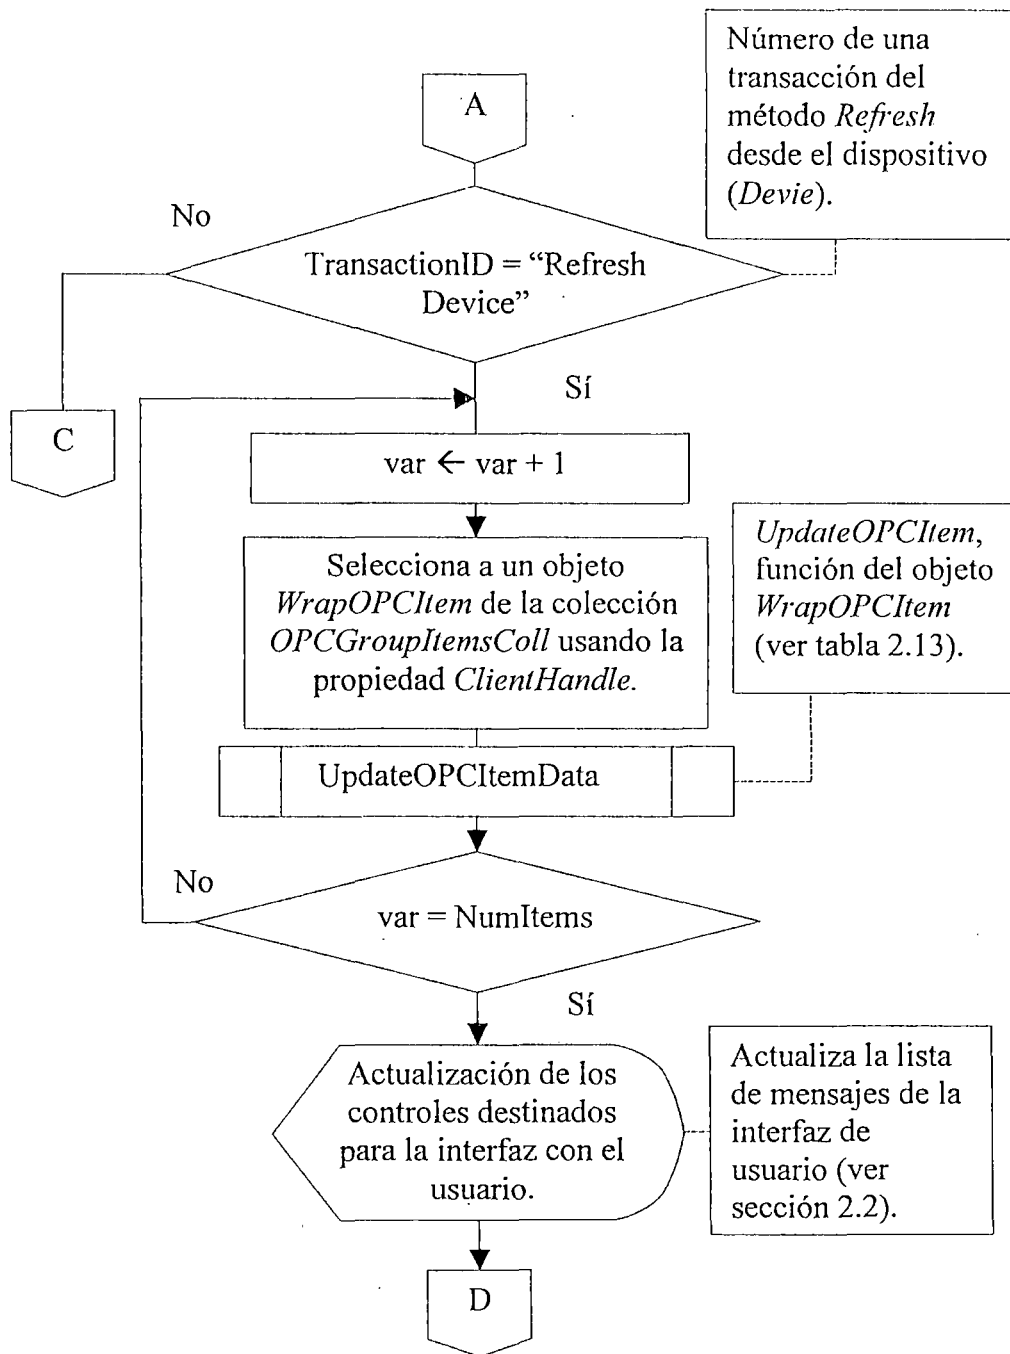 Número de una
transacción del
método Refresh
desde el dispositivo
(Devie).
A
No
TransactionID = “Refresh
Device”
Sí
C
var ← var + 1
Selecciona a un objeto
WrapOPCItem de la colección
OPCGroupItemsColl usando la
propiedad ClientHandle.
UpdateOPCItem,
función del objeto
WrapOPCItem
(ver tabla 2.13).
UpdateOPCItemData
No
var = NumItems
Sí
Actualización de los
controles destinados
para la interfaz con el
usuario.
Actualiza la lista
de mensajes de la
interfaz de
usuario (ver
sección 2.2).
D